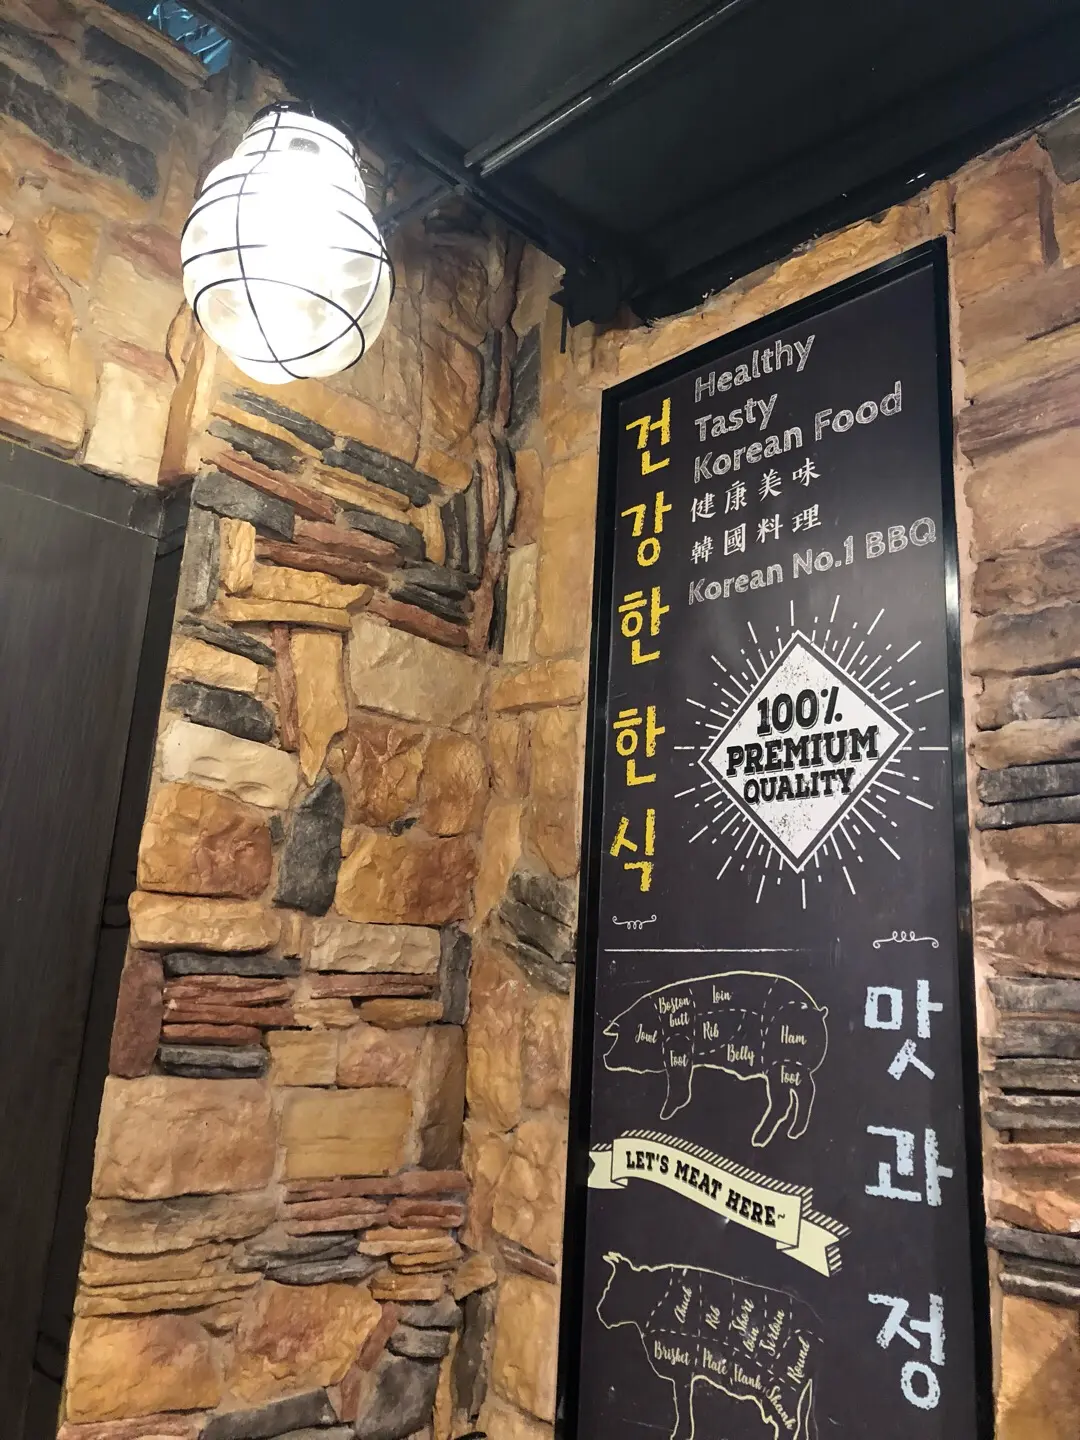 건강한 한식
Healthy
Tasty
Korean Food
健康美味
韓國料理
Korean No.1 BBQ
100%
PREMIUM
QUALITY
맛과 정
Jowl
Boston butt
Loin
Rib
Belly
Ham
Foot
Foot
LET'S MEAT HERE~
Chuck
Rib
Short loin
Sirloin
Round
Brisket
Plate
Flank
Shank